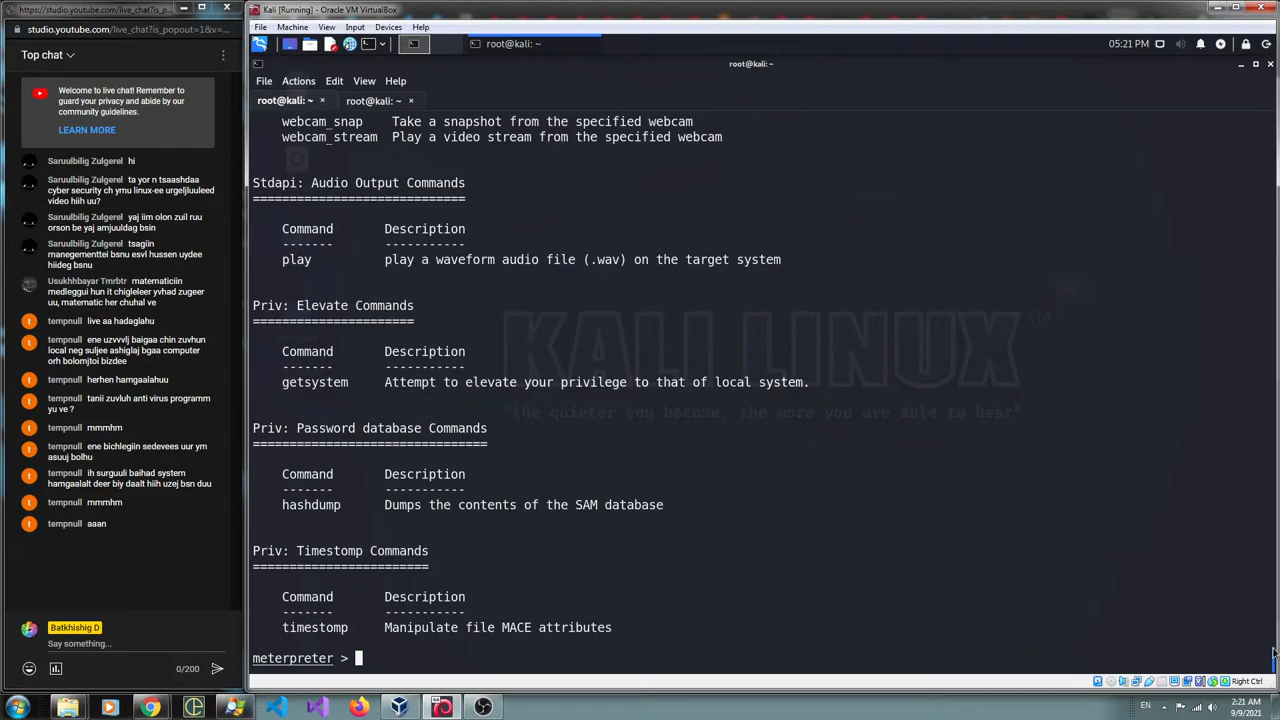 https://studio.youtube.com/live_chat?is_p...
studio.youtube.com/live_chat?is_popout=1&v=...
Top chat
Welcome to live chat! Remember to
guard your privacy and abide by our
community guidelines.
LEARN MORE
Saruulbilig Zulgerel hi
Saruulbilig Zulgerel
ta yor n tsaashdaa
cyber security ch ymu linux-ee urgeljluuleed
video hiih uu?
Saruulbilig Zulgerel yaj iim olon zuil ruu
orson be yaj amjuuldag bsin
Saruulbilig Zulgerel tsagiin
manegementtei bsnu esvl hussen uydee
hiideg bsnu
Usukhhbayar Tmrbtr matematiciin
medleggui hun it chigleleer yvhad zugeer
uu, matematic her chuhal ve
tempnull live aa hadaglahu
tempnull ene uzvvvlj baigaa chin zuvhun
local neg suljee ashiglaj bgaa computer
orh bolomjtoi bizdee
tempnull herhen hamgaalahuu
tempnull tanii zuvluh anti virus programm
yu ve ?
tempnull mmmhm
tempnull ene bichlegiin sedevees uur ym
asuuj bolhu
tempnull ih surguuli baihad system
hamgaalalt deer biy daalt hiih uzej bsn duu
tempnull mmmhm
tempnull aaan
Batkhishig D
Say something...
0/200
Kali [Running] - Oracle VM VirtualBox
File Machine View Input Devices Help
root@kali: ~
05:21 PM
root@kali: ~
File Actions Edit View Help
root@kali: ~ × root@kali: ~ ×
webcam_snap Take a snapshot from the specified webcam
webcam_stream Play a video stream from the specified webcam
Stdapi: Audio Output Commands
=============================
Command Description
------- -----------
play play a waveform audio file (.wav) on the target system
Priv: Elevate Commands
======================
Command Description
------- -----------
getsystem Attempt to elevate your privilege to that of local system.
Priv: Password database Commands
================================
Command Description
------- -----------
hashdump Dumps the contents of the SAM database
Priv: Timestomp Commands
========================
Command Description
------- -----------
timestomp Manipulate file MACE attributes
meterpreter >
KALI LINUX™
"the quieter you become, the more you are able to hear"
Right Ctrl
EN
2:21 AM
9/9/2021